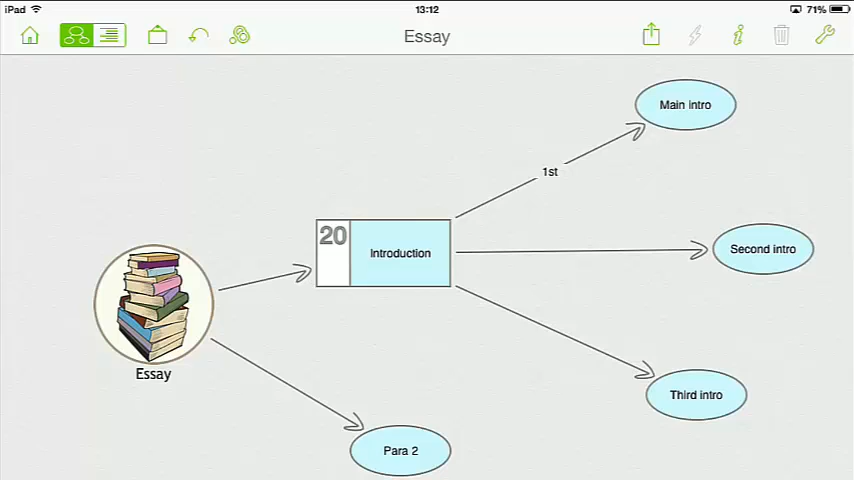 iPad 13:12 71%
Essay
Main intro
1st
20 Introduction
Second intro
Essay
Third intro
Para 2